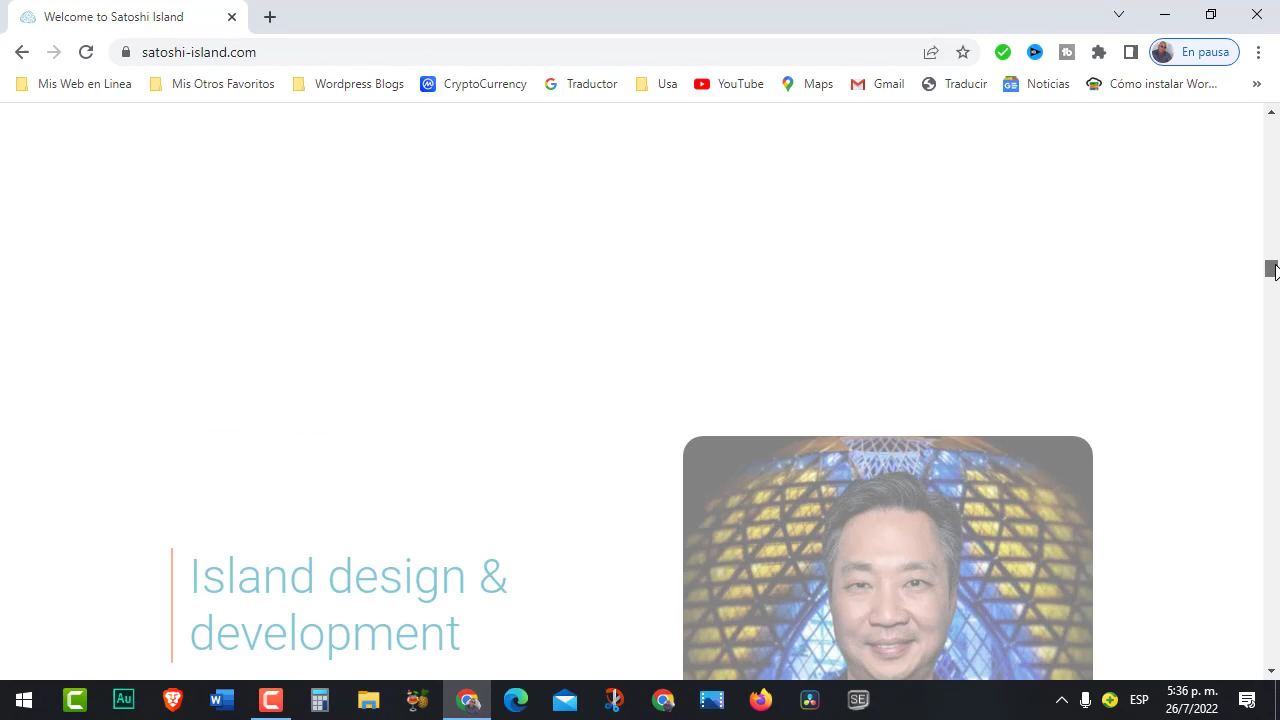 Welcome to Satoshi Island
satoshi-island.com
En pausa
Mis Web en Linea
Mis Otros Favoritos
Wordpress Blogs
CryptoCurrency
Traductor
Usa
YouTube
Maps
Gmail
Traducir
Noticias
Cómo instalar Wor...
»
Island design &
development
ESP
5:36 p. m.
26/7/2022